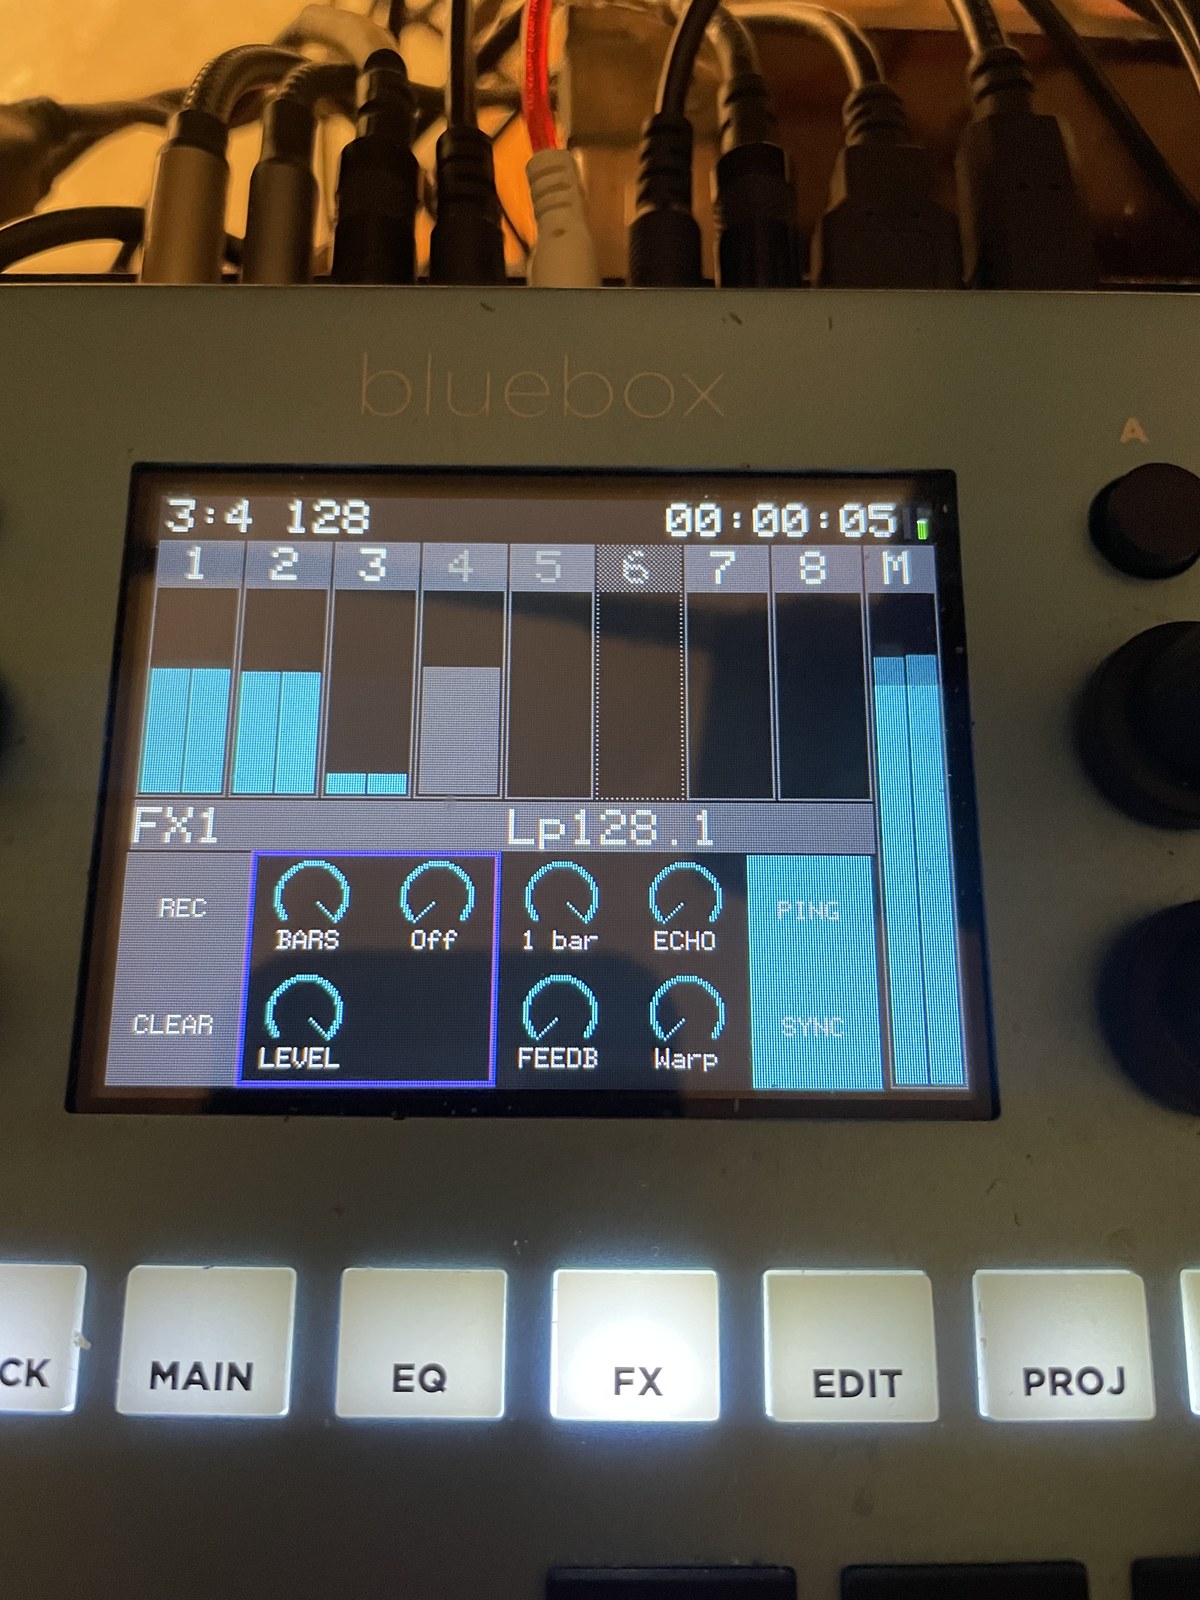 bluebox
A
3:4 128 00:00:05
1 2 3 4 5 6 7 8 M
FX1 Lp128.1
REC BARS Off 1 bar ECHO PING
CLEAR LEVEL FEEDB Warp SYNC
CK MAIN EQ FX EDIT PROJ